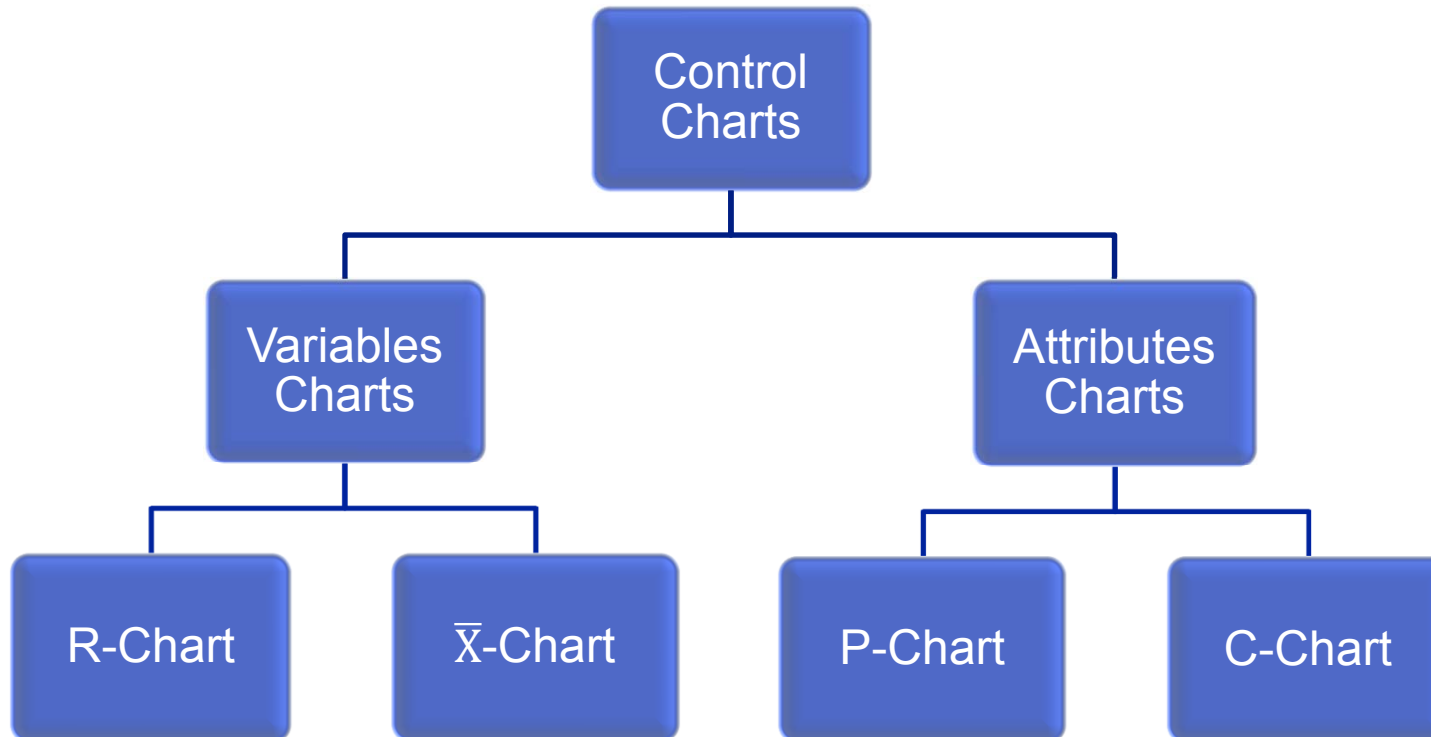 Control
Charts
Variables
Charts
Attributes
Charts
R-Chart
X̅-Chart
P-Chart
C-Chart